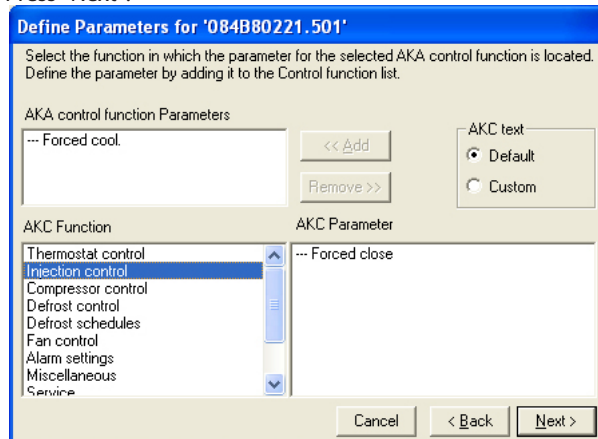 Press "Next".
Define Parameters for '084B80221.501'
Select the function in which the parameter for the selected AKA control function is located.
Define the parameter by adding it to the Control function list.
AKA control function Parameters
--- Forced cool.
<< Add
Remove >>
AKC text
Default
Custom
AKC Function
Thermostat control
Injection control
Compressor control
Defrost control
Defrost schedules
Fan control
Alarm settings
Miscellaneous
Service
AKC Parameter
--- Forced close
Cancel
< Back
Next >